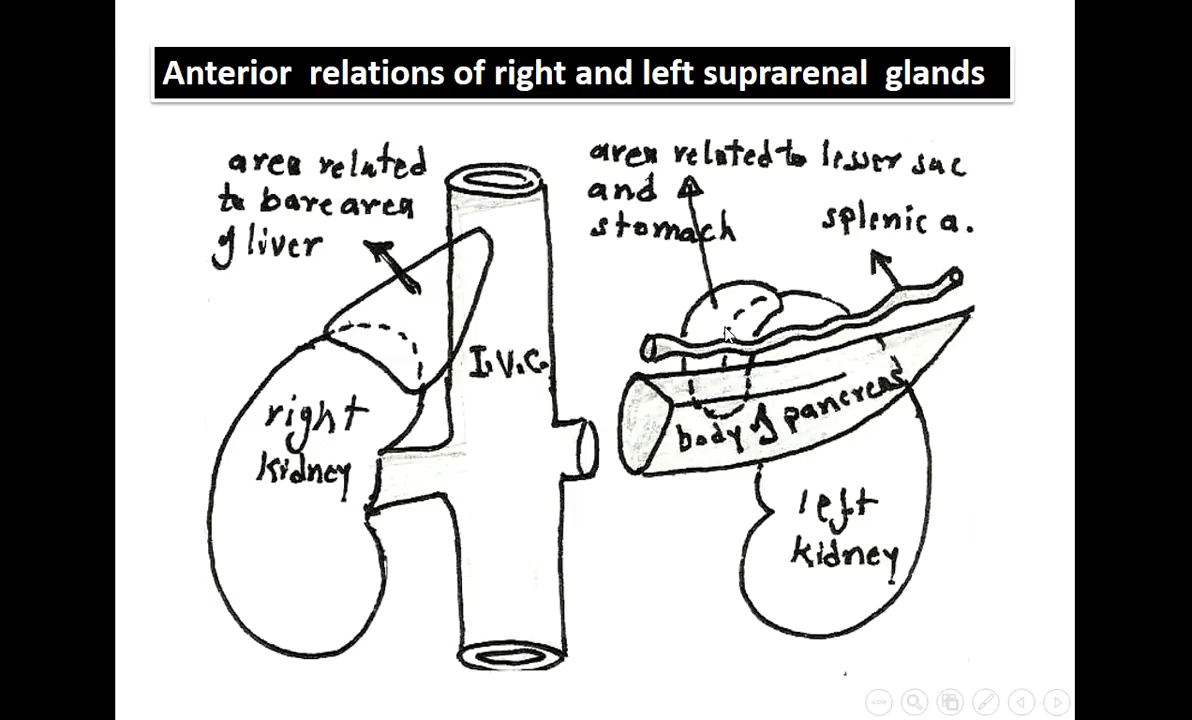 Anterior relations of right and left suprarenal glands
area related
to bare area
of liver
area related to lesser sac
and
stomach
splenic a.
I.V.C.
right
kidney
body of pancreas
left
kidney